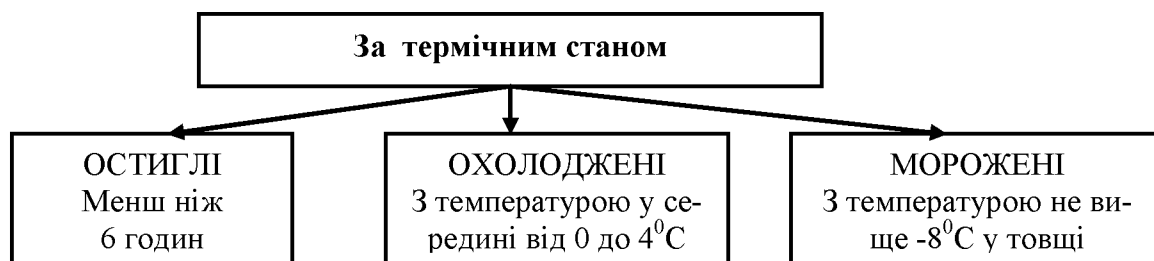 За термічним станом
ОСТИГЛІ
Менш ніж
6 годин
ОХОЛОДЖЕНІ
З температурою у се-
редині від 0 до 4⁰С
МОРОЖЕНІ
З температурою не ви-
ще -8⁰С у товщі